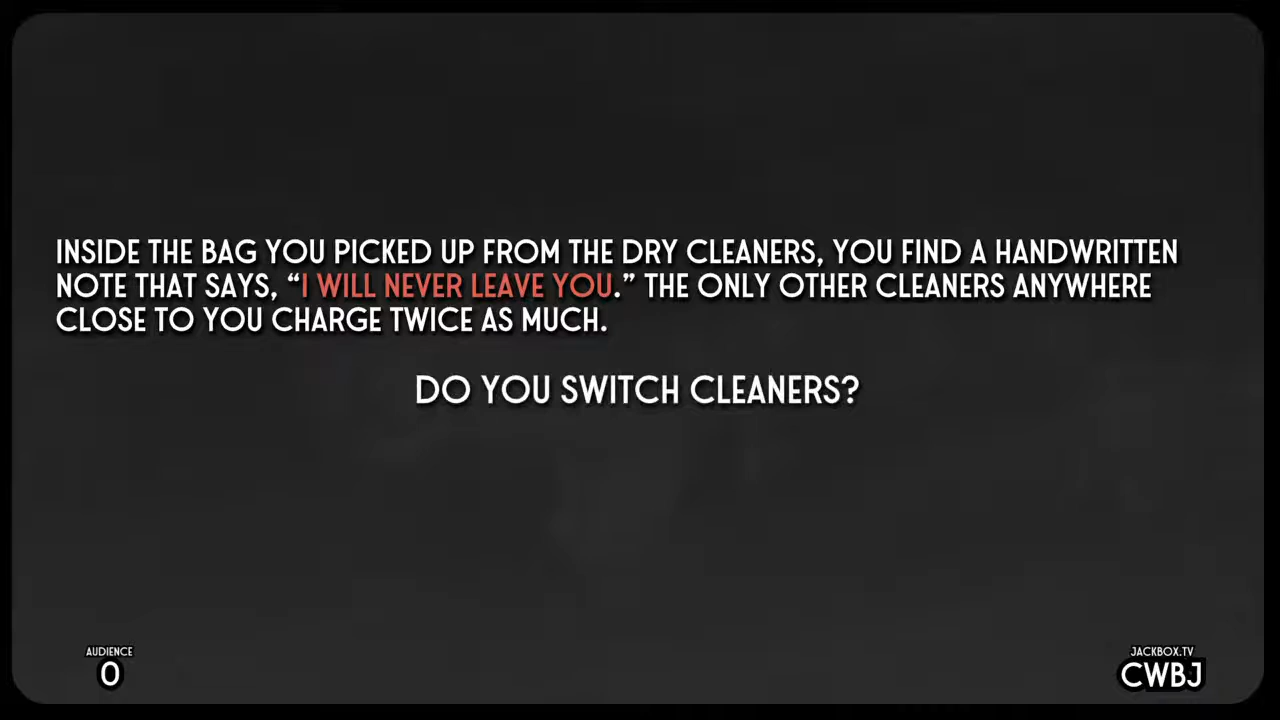 INSIDE THE BAG YOU PICKED UP FROM THE DRY CLEANERS, YOU FIND A HANDWRITTEN
NOTE THAT SAYS, “I WILL NEVER LEAVE YOU.” THE ONLY OTHER CLEANERS ANYWHERE
CLOSE TO YOU CHARGE TWICE AS MUCH.
DO YOU SWITCH CLEANERS?
AUDIENCE
0
JACKBOX.TV
CWBJ